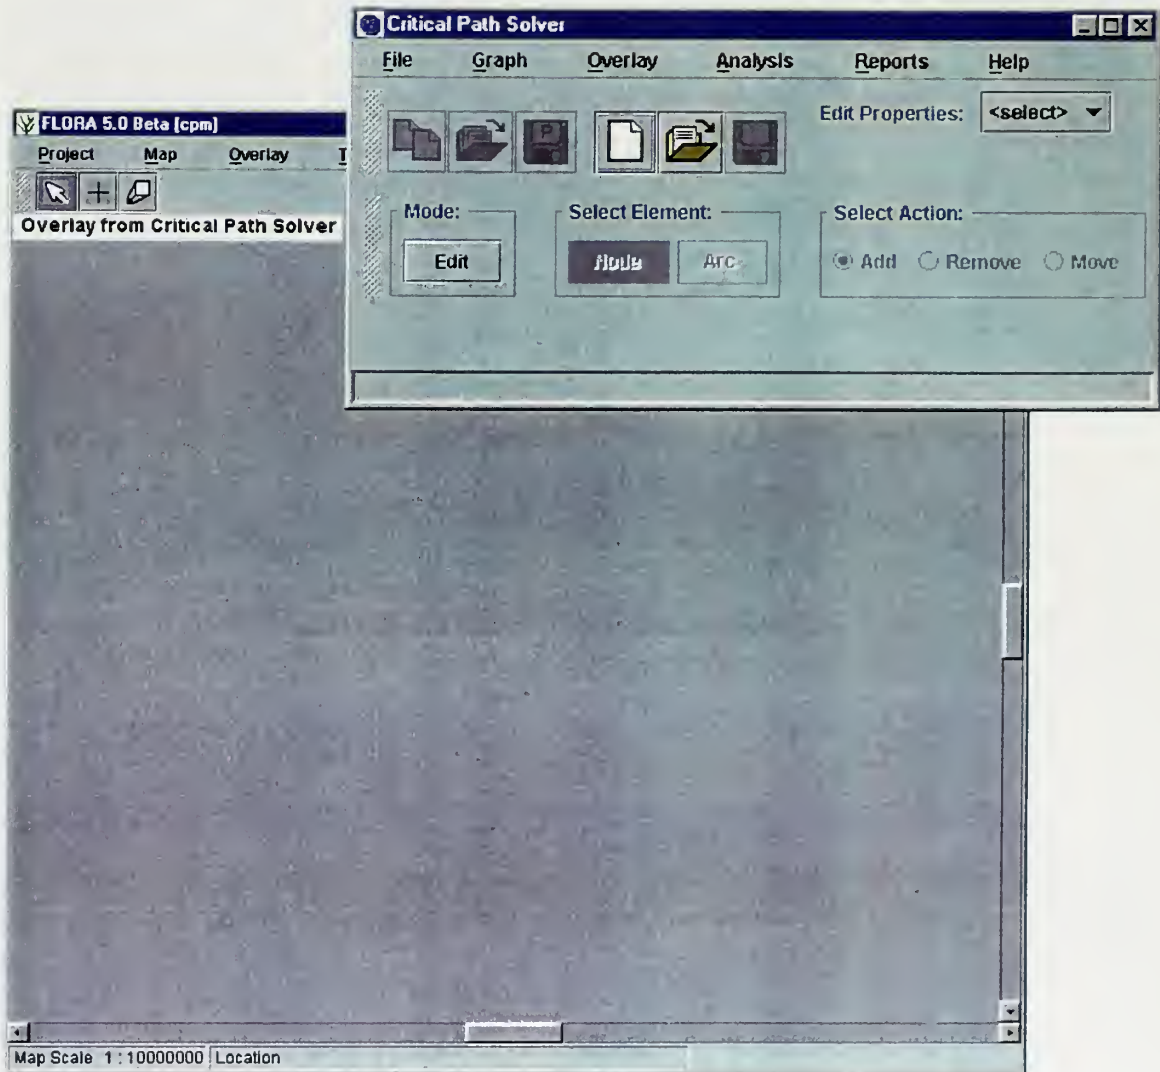 Critical Path Solver
File Graph Overlay Analysis Reports Help
Edit Properties: <select>
P
Mode: Select Element: Select Action:
Edit Node Arc Add Remove Move
FLORA 5.0 Beta [cpm]
Project Map Overlay T
Overlay from Critical Path Solver
Map Scale 1 : 10000000 Location